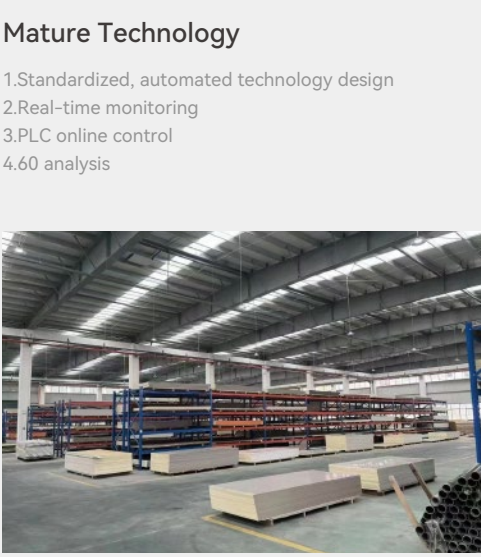 Mature Technology
1.Standardized, automated technology design
2.Real-time monitoring
3.PLC online control
4.60 analysis